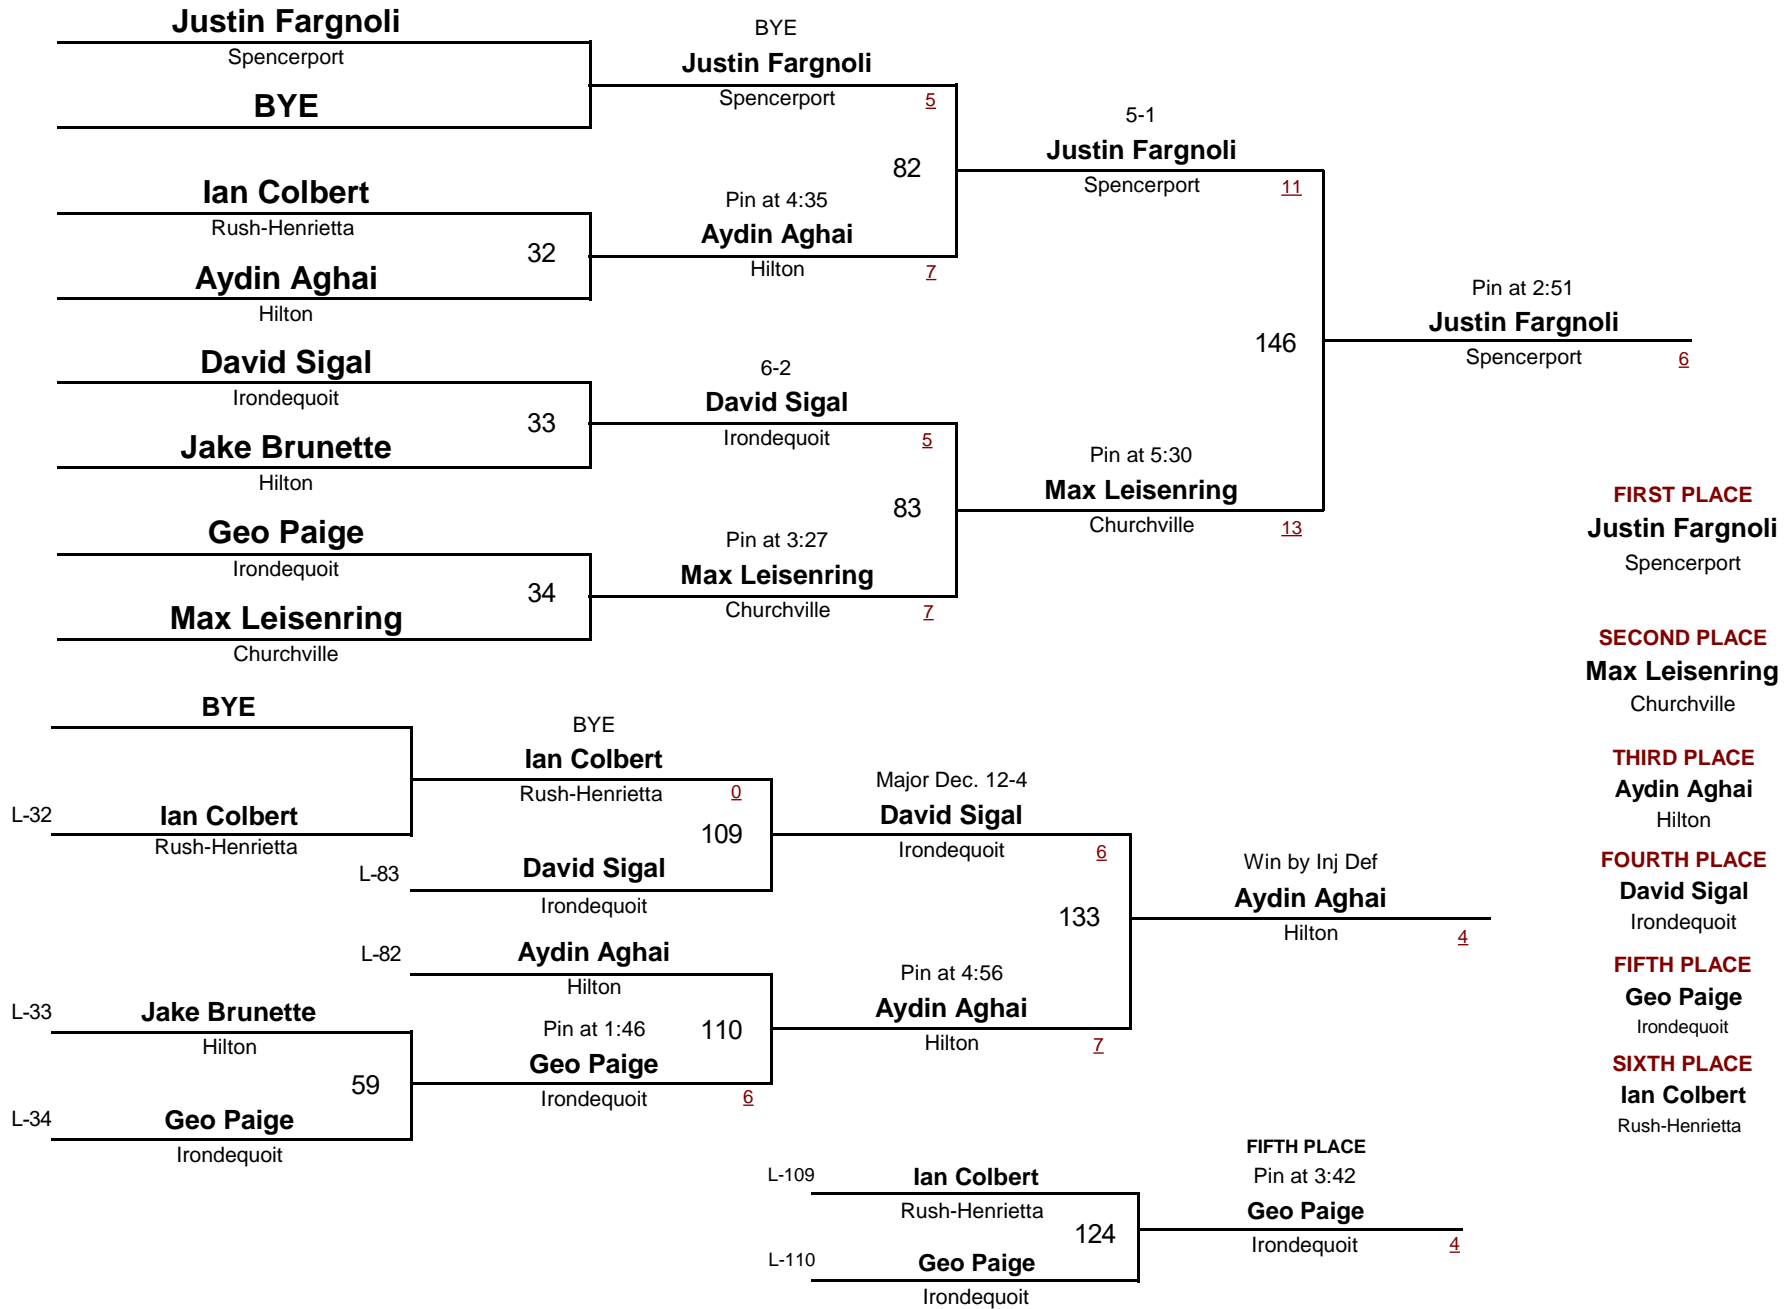 Justin Fargnoli
Spencerport
BYE
Ian Colbert
Rush-Henrietta
32
Aydin Aghai
Hilton
David Sigal
Irondequoit
33
Jake Brunette
Hilton
Geo Paige
Irondequoit
34
Max Leisenring
Churchville
BYE
Justin Fargnoli
Spencerport 5
82
Pin at 4:35
Aydin Aghai
Hilton 7
6-2
David Sigal
Irondequoit 5
83
Pin at 3:27
Max Leisenring
Churchville 7
5-1
Justin Fargnoli
Spencerport 11
146
Pin at 5:30
Max Leisenring
Churchville 13
Pin at 2:51
Justin Fargnoli
Spencerport 6
FIRST PLACE
Justin Fargnoli
Spencerport
SECOND PLACE
Max Leisenring
Churchville
THIRD PLACE
Aydin Aghai
Hilton
FOURTH PLACE
David Sigal
Irondequoit
FIFTH PLACE
Geo Paige
Irondequoit
SIXTH PLACE
Ian Colbert
Rush-Henrietta
BYE
L-32 Ian Colbert
Rush-Henrietta
L-33 Jake Brunette
Hilton
59
L-34 Geo Paige
Irondequoit
BYE
Ian Colbert
Rush-Henrietta 0
109
L-83 David Sigal
Irondequoit
L-82 Aydin Aghai
Hilton
Pin at 1:46 110
Geo Paige
Irondequoit 6
Major Dec. 12-4
David Sigal
Irondequoit 6
133
Pin at 4:56
Aydin Aghai
Hilton 7
Win by Inj Def
Aydin Aghai
Hilton 4
L-109 Ian Colbert
Rush-Henrietta
124
L-110 Geo Paige
Irondequoit
FIFTH PLACE
Pin at 3:42
Geo Paige
Irondequoit 4